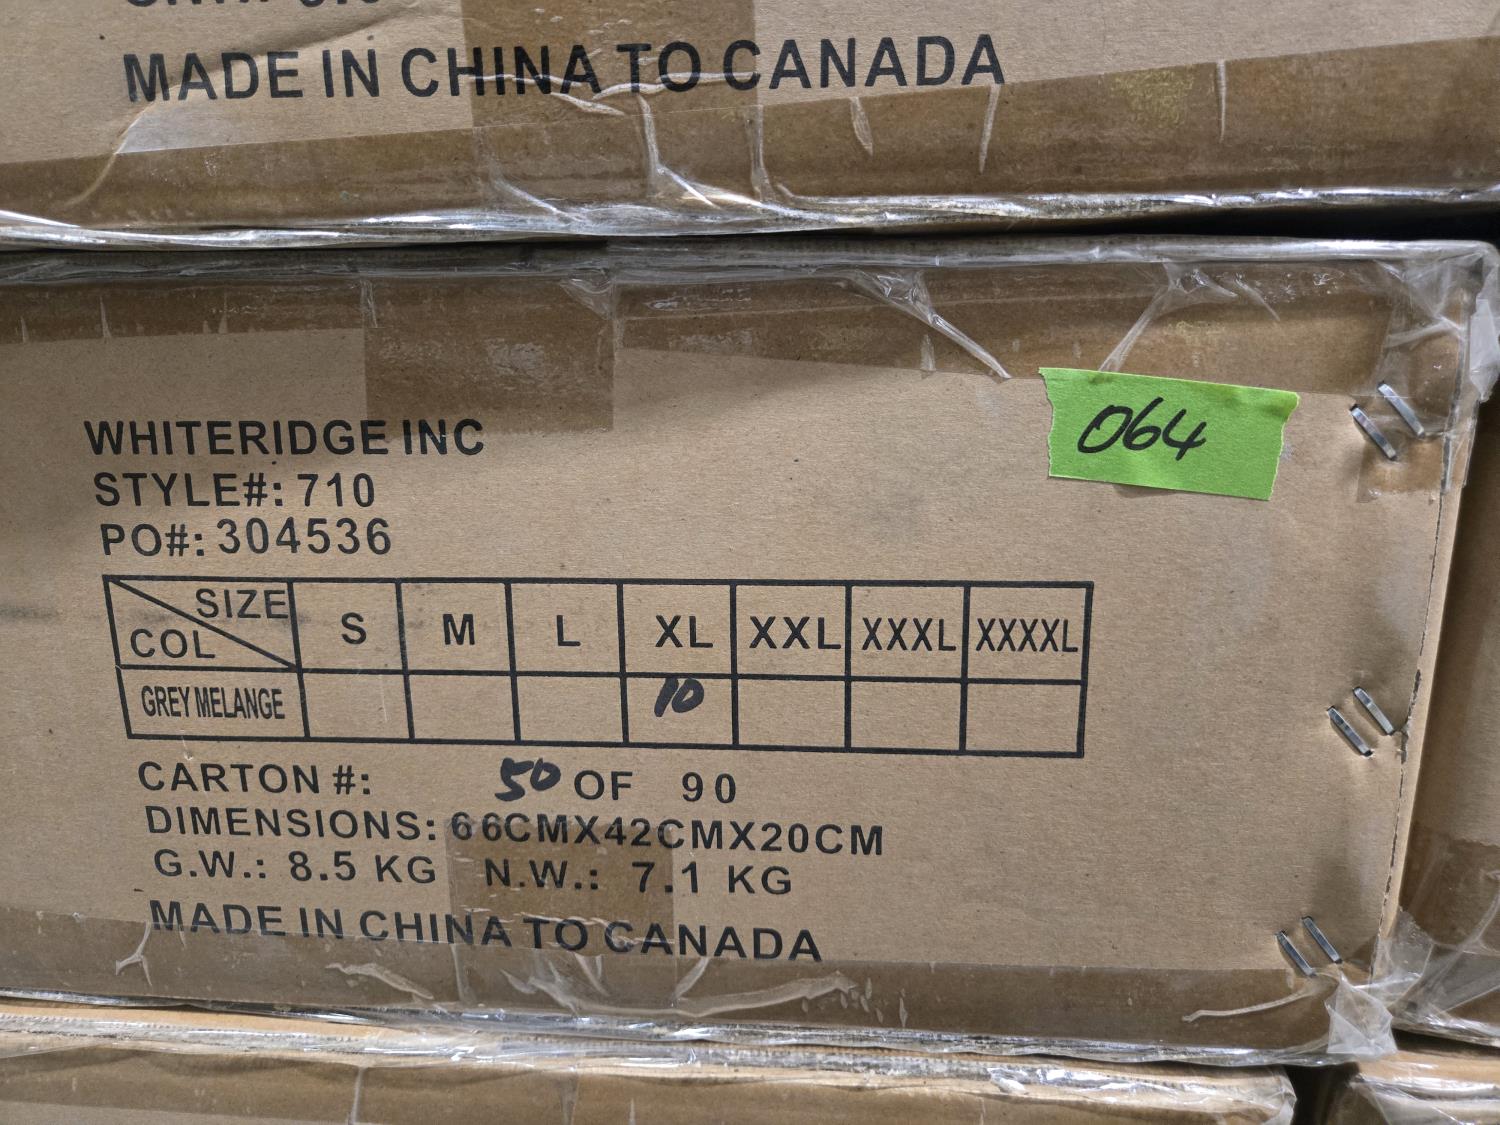 MADE IN CHINA TO CANADA
064
WHITERIDGE INC
STYLE#: 710
PO#: 304536
SIZE S M L XL XXL XXXL XXXXL
COL
GREY MELANGE 10
CARTON #: 50 OF 90
DIMENSIONS: 66CMX42CMX20CM
G.W.: 8.5 KG N.W.: 7.1 KG
MADE IN CHINA TO CANADA